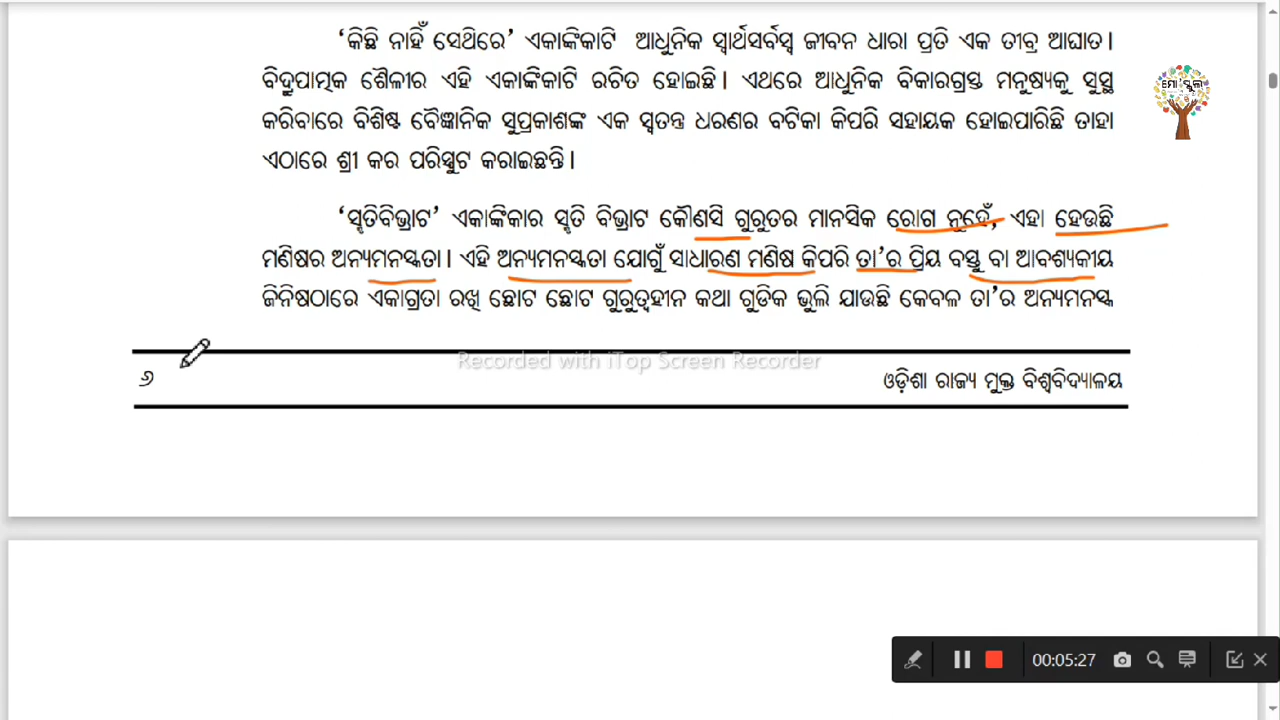 ‘କିଛି ନାହିଁ ସେଥିରେ’ ଏକାଙ୍କିକାଟି ଆଧୁନିକ ସ୍ୱାର୍ଥସର୍ବସ୍ୱ ଜୀବନ ଧାରା ପ୍ରତି ଏକ ତୀବ୍ର ଆଘାତ।
ବିଦ୍ରୂପାତ୍ମକ ଶୈଳୀର ଏହି ଏକାଙ୍କିକାଟି ରଚିତ ହୋଇଛି। ଏଥରେ ଆଧୁନିକ ବିକାରଗ୍ରସ୍ତ ମନୁଷ୍ୟକୁ ସୁସ୍ଥ
କରିବାରେ ବିଶିଷ୍ଟ ବୈଜ୍ଞାନିକ ସୁପ୍ରକାଶଙ୍କ ଏକ ସ୍ୱତନ୍ତ୍ର ଧରଣର ବଟିକା କିପରି ସହାୟକ ହୋଇପାରିଛି ତାହା
ଏଠାରେ ଶ୍ରୀ କର ପରିସ୍ଫୁଟ କରାଇଛନ୍ତି।
‘ସ୍ମୃତିବିଭ୍ରାଟ’ ଏକାଙ୍କିକାର ସ୍ମୃତି ବିଭ୍ରାଟ କୌଣସି ଗୁରୁତର ମାନସିକ ରୋଗ ନୁହେଁ, ଏହା ହେଉଛି
ମଣିଷର ଅନ୍ୟମନସ୍କତା। ଏହି ଅନ୍ୟମନସ୍କତା ଯୋଗୁଁ ସାଧାରଣ ମଣିଷ କିପରି ତା’ର ପ୍ରିୟ ବସ୍ତୁ ବା ଆବଶ୍ୟକୀୟ
ଜିନିଷଠାରେ ଏକାଗ୍ରତା ରଖି ଛୋଟ ଛୋଟ ଗୁରୁତ୍ୱହୀନ କଥା ଗୁଡିକ ଭୁଲି ଯାଉଛି କେବଳ ତା’ର ଅନ୍ୟମନସ୍କ
Recorded with iTop Screen Recorder
୬ ଓଡ଼ିଶା ରାଜ୍ୟ ମୁକ୍ତ ବିଶ୍ୱବିଦ୍ୟାଳୟ
ମୋ ସ୍କୁଲ
00:05:27